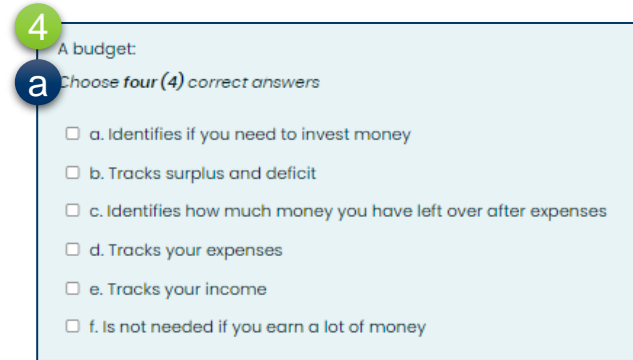 4
A budget:
a
Choose four (4) correct answers
a. Identifies if you need to invest money
b. Tracks surplus and deficit
c. Identifies how much money you have left over after expenses
d. Tracks your expenses
e. Tracks your income
f. Is not needed if you earn a lot of money